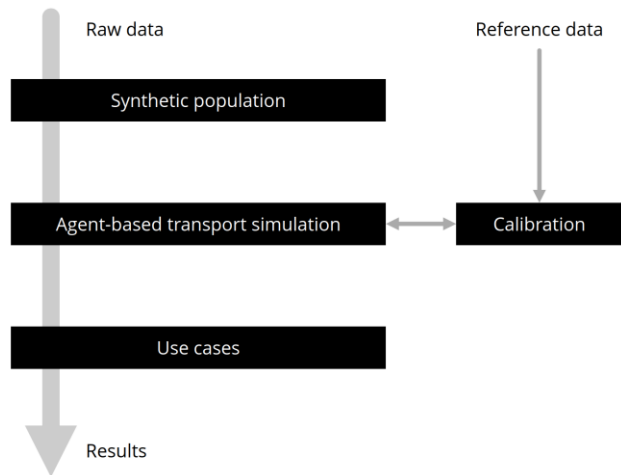 Raw data
Reference data
Synthetic population
Agent-based transport simulation
Calibration
Use cases
Results